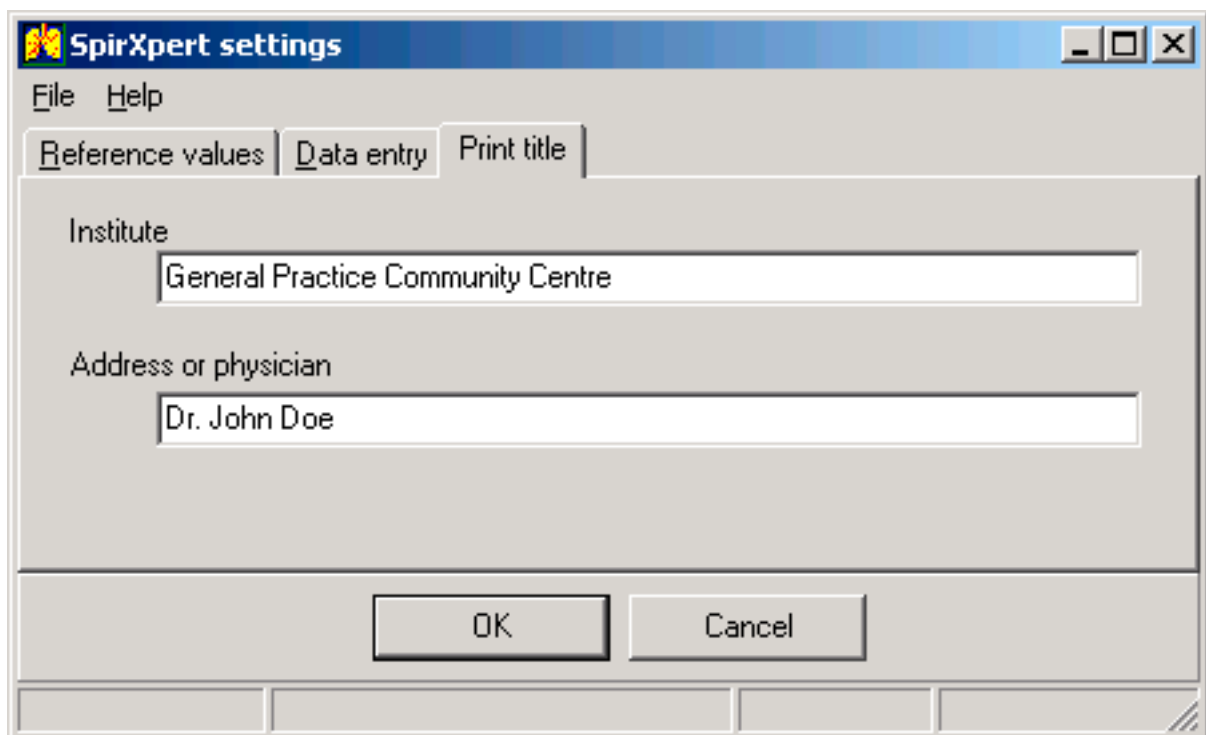 SpirXpert settings
File Help
Reference values Data entry Print title
Institute
General Practice Community Centre
Address or physician
Dr. John Doe
OK Cancel